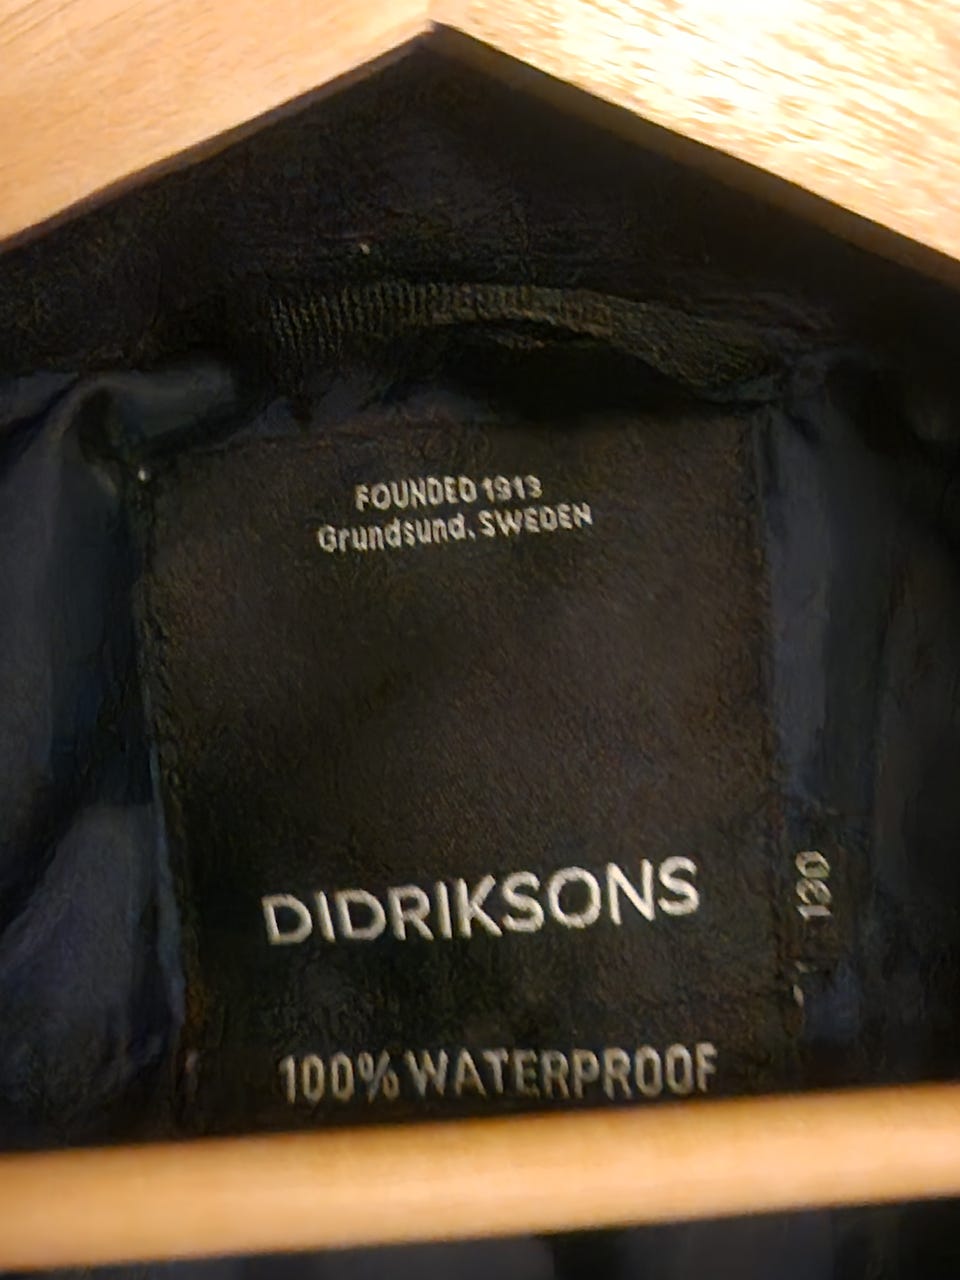 FOUNDED 1913
Grundsund, SWEDEN
DIDRIKSONS
100% WATERPROOF
130